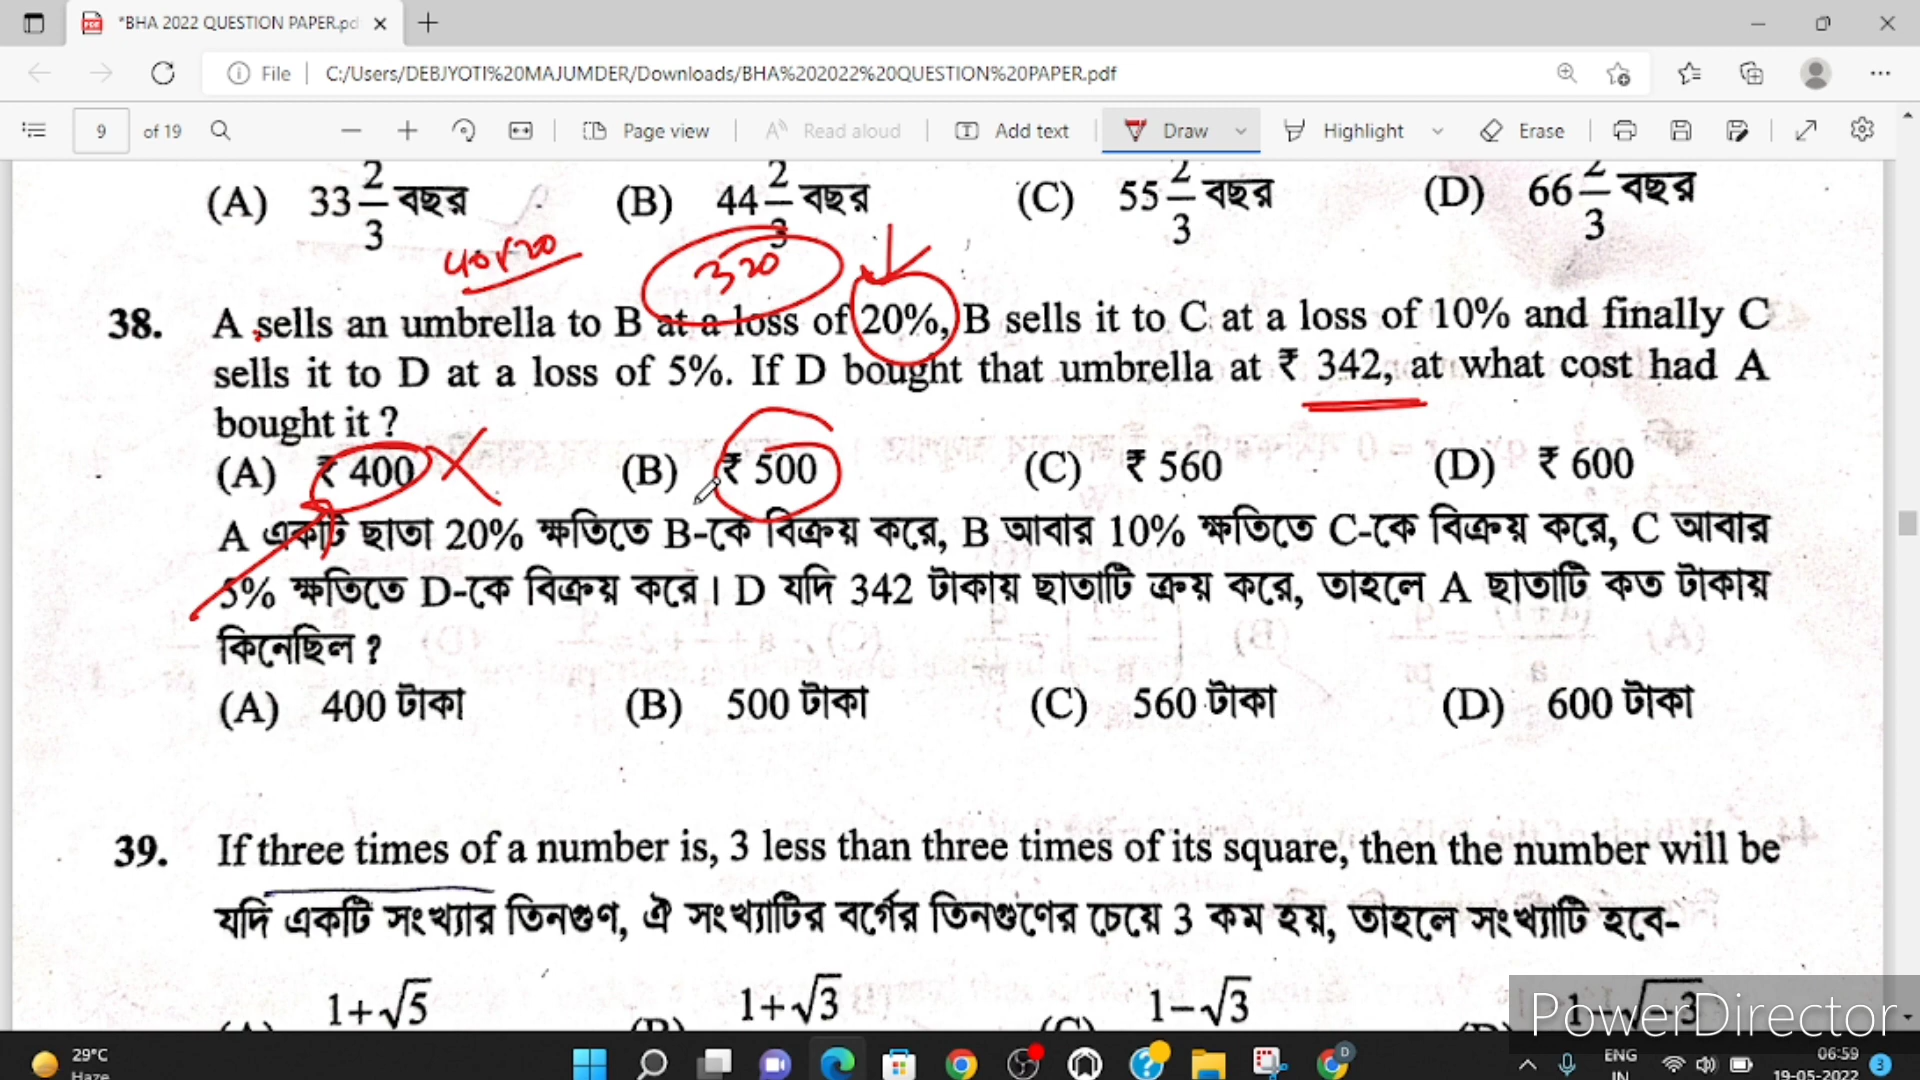 *BHA 2022 QUESTION PAPER.pd
File
C:/Users/DEBJYOTI%20MAJUMDER/Downloads/BHA%202022%20QUESTION%20PAPER.pdf
9 of 19 Page view Read aloud Add text Draw Highlight Erase
(A) 33 2/3 বছর (B) 44 2/3 বছর (C) 55 2/3 বছর (D) 66 2/3 বছর
320
38. A sells an umbrella to B at a loss of 20%, B sells it to C at a loss of 10% and finally C
sells it to D at a loss of 5%. If D bought that umbrella at ₹ 342, at what cost had A
bought it ?
(A) ₹ 400 (B) ₹ 500 (C) ₹ 560 (D) ₹ 600
A একটি ছাতা 20% ক্ষতিতে B-কে বিক্রয় করে, B আবার 10% ক্ষতিতে C-কে বিক্রয় করে, C আবার
5% ক্ষতিতে D-কে বিক্রয় করে। D যদি 342 টাকায় ছাতাটি ক্রয় করে, তাহলে A ছাতাটি কত টাকায়
কিনেছিল ?
(A) 400 টাকা (B) 500 টাকা (C) 560 টাকা (D) 600 টাকা
39. If three times of a number is, 3 less than three times of its square, then the number will be
যদি একটি সংখ্যার তিনগুণ, ঐ সংখ্যাটির বর্গের তিনগুণের চেয়ে 3 কম হয়, তাহলে সংখ্যাটি হবে-
1+√5 1+√3 1−√3
PowerDirector
29°C
Haze
ENG
IN
06:59
19-05-2022
3